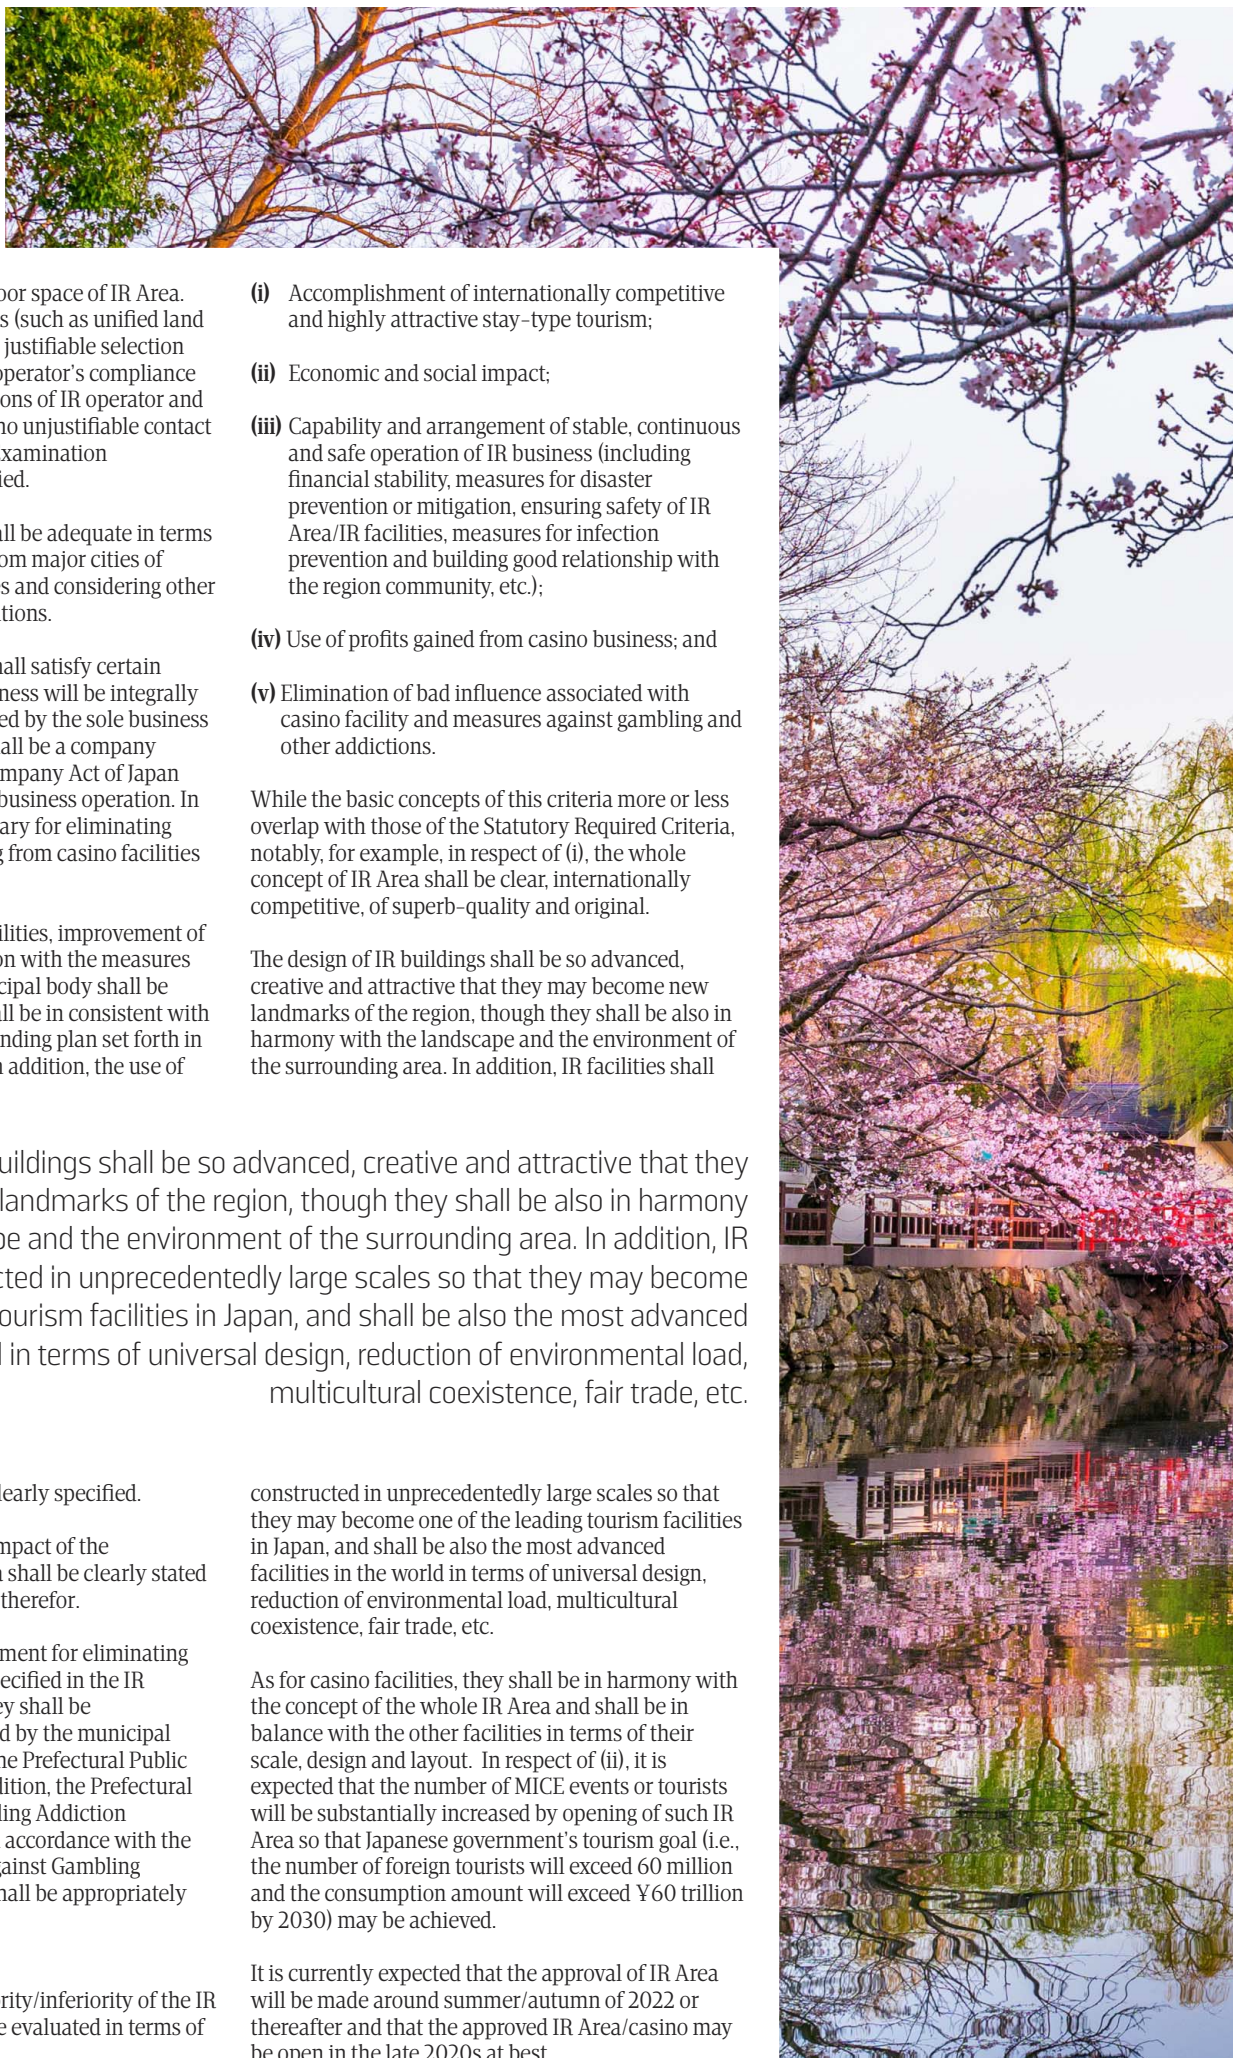 oor space of IR Area.
s (such as unified land
justifiable selection
operator's compliance
ons of IR operator and
no unjustifiable contact
xamination
ied.
all be adequate in terms
om major cities of
s and considering other
tions.
hall satisfy certain
ness will be integrally
ed by the sole business
all be a company
mpany Act of Japan
business operation. In
ary for eliminating
g from casino facilities
ilities, improvement of
on with the measures
cipal body shall be
all be in consistent with
nding plan set forth in
n addition, the use of
(i) Accomplishment of internationally competitive
and highly attractive stay-type tourism;
(ii) Economic and social impact;
(iii) Capability and arrangement of stable, continuous
and safe operation of IR business (including
financial stability, measures for disaster
prevention or mitigation, ensuring safety of IR
Area/IR facilities, measures for infection
prevention and building good relationship with
the region community, etc.);
(iv) Use of profits gained from casino business; and
(v) Elimination of bad influence associated with
casino facility and measures against gambling and
other addictions.
While the basic concepts of this criteria more or less
overlap with those of the Statutory Required Criteria,
notably, for example, in respect of (i), the whole
concept of IR Area shall be clear, internationally
competitive, of superb-quality and original.
The design of IR buildings shall be so advanced,
creative and attractive that they may become new
landmarks of the region, though they shall be also in
harmony with the landscape and the environment of
the surrounding area. In addition, IR facilities shall
uildings shall be so advanced, creative and attractive that they
landmarks of the region, though they shall be also in harmony
pe and the environment of the surrounding area. In addition, IR
cted in unprecedentedly large scales so that they may become
ourism facilities in Japan, and shall be also the most advanced
d in terms of universal design, reduction of environmental load,
multicultural coexistence, fair trade, etc.
learly specified.
mpact of the
n shall be clearly stated
therefor.
ment for eliminating
ecified in the IR
ey shall be
d by the municipal
he Prefectural Public
dition, the Prefectural
ling Addiction
accordance with the
gainst Gambling
hall be appropriately
rity/inferiority of the IR
e evaluated in terms of
constructed in unprecedentedly large scales so that
they may become one of the leading tourism facilities
in Japan, and shall be also the most advanced
facilities in the world in terms of universal design,
reduction of environmental load, multicultural
coexistence, fair trade, etc.
As for casino facilities, they shall be in harmony with
the concept of the whole IR Area and shall be in
balance with the other facilities in terms of their
scale, design and layout. In respect of (ii), it is
expected that the number of MICE events or tourists
will be substantially increased by opening of such IR
Area so that Japanese government's tourism goal (i.e.,
the number of foreign tourists will exceed 60 million
and the consumption amount will exceed ¥60 trillion
by 2030) may be achieved.
It is currently expected that the approval of IR Area
will be made around summer/autumn of 2022 or
thereafter and that the approved IR Area/casino may
be open in the late 2020s at best.